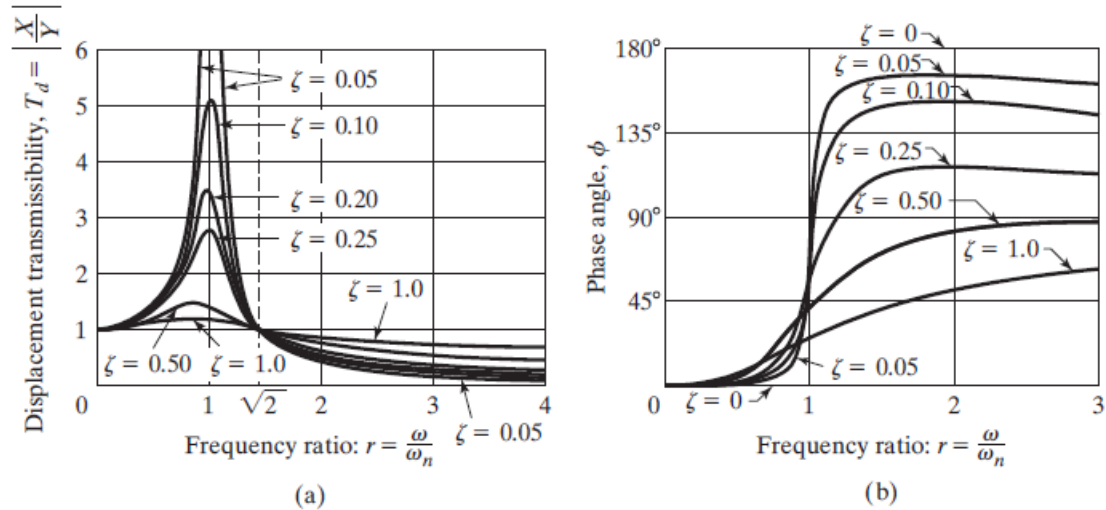 Displacement transmissibility, T_d = |X/Y|
6
5
4
3
2
1
0
1
√2
2
3
4
ζ = 0.05
ζ = 0.10
ζ = 0.20
ζ = 0.25
ζ = 1.0
ζ = 0.50
ζ = 1.0
ζ = 0.05
Frequency ratio: r = ω/ω_n
(a)
Phase angle, ϕ
180°
135°
90°
45°
0
1
2
3
ζ = 0
ζ = 0.05
ζ = 0.10
ζ = 0.25
ζ = 0.50
ζ = 1.0
ζ = 0.05
ζ = 0
Frequency ratio: r = ω/ω_n
(b)